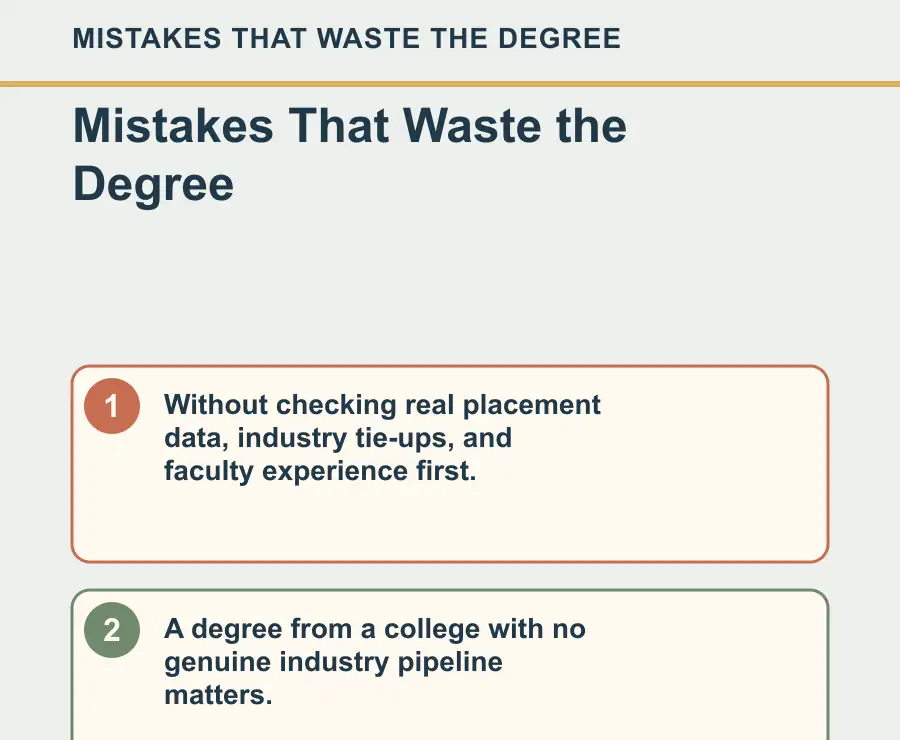 MISTAKES THAT WASTE THE DEGREE
Mistakes That Waste the
Degree
1
Without checking real placement
data, industry tie-ups, and
faculty experience first.
2
A degree from a college with no
genuine industry pipeline
matters.